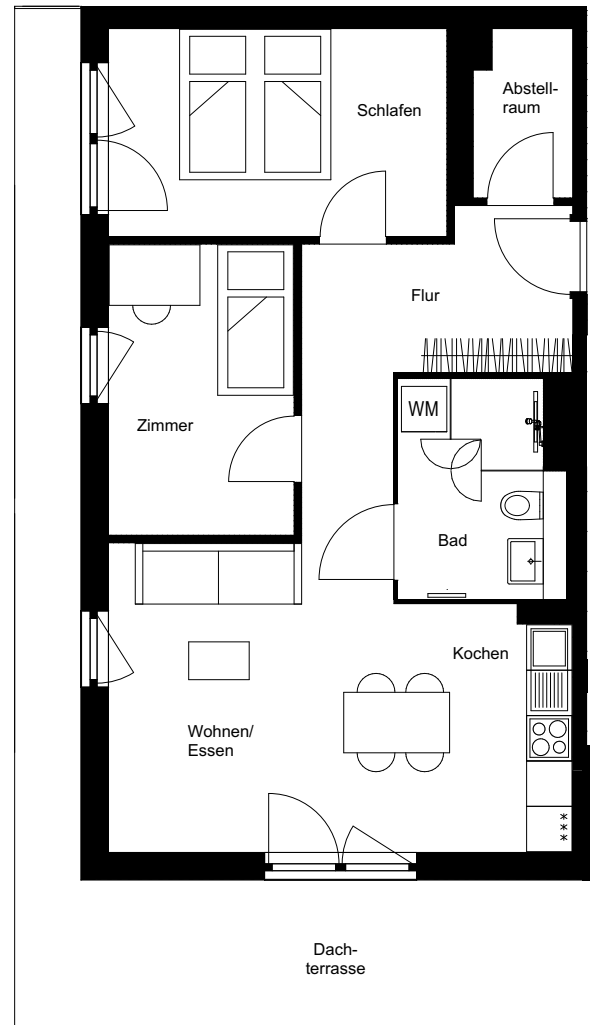 Abstell-
raum
Schlafen
Flur
WM
Zimmer
Bad
Kochen
Wohnen/
Essen
Dach-
terrasse